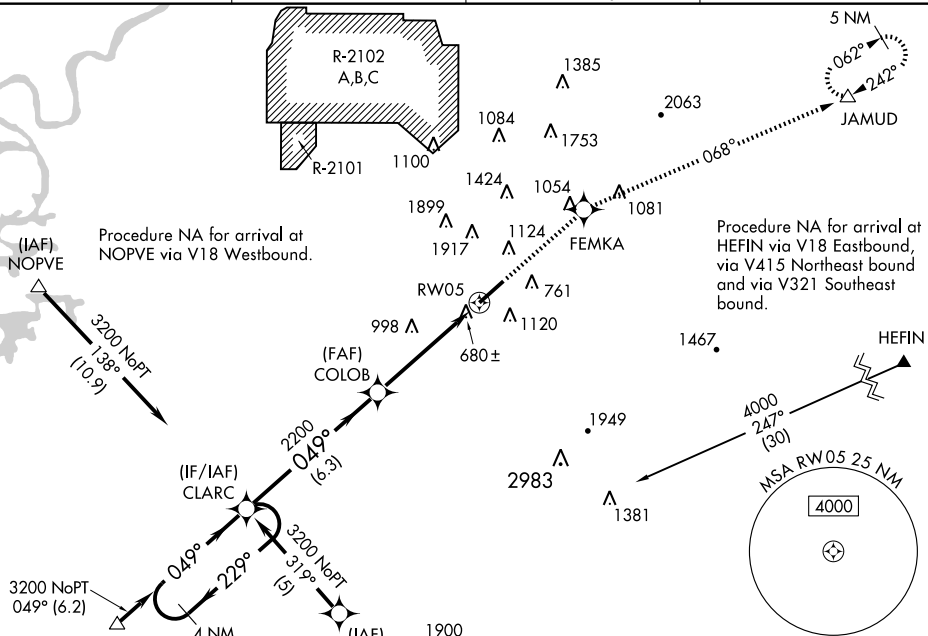 5 NM
062°
242°
JAMUD
R-2102
A,B,C
R-2101
1100
1385
2063
1084
1753
068°
1424
1054
1081
FEMKA
1899
1917
1124
(IAF)
NOPVE
Procedure NA for arrival at
NOPVE via V18 Westbound.
Procedure NA for arrival at
HEFIN via V18 Eastbound,
via V415 Northeast bound
and via V321 Southeast
bound.
RW05
761
998
1120
680 ±
3200 NoPT
138°
(10.9)
(FAF)
COLOB
1467
HEFIN
4000
247°
(30)
2200
049°
(6.3)
1949
2983
1381
(IF/IAF)
CLARC
MSA RW05 25 NM
4000
049°
229°
3200 NoPT
319°
(5)
3200 NoPT
049° (6.2)
4 NM
(IAF)
1900